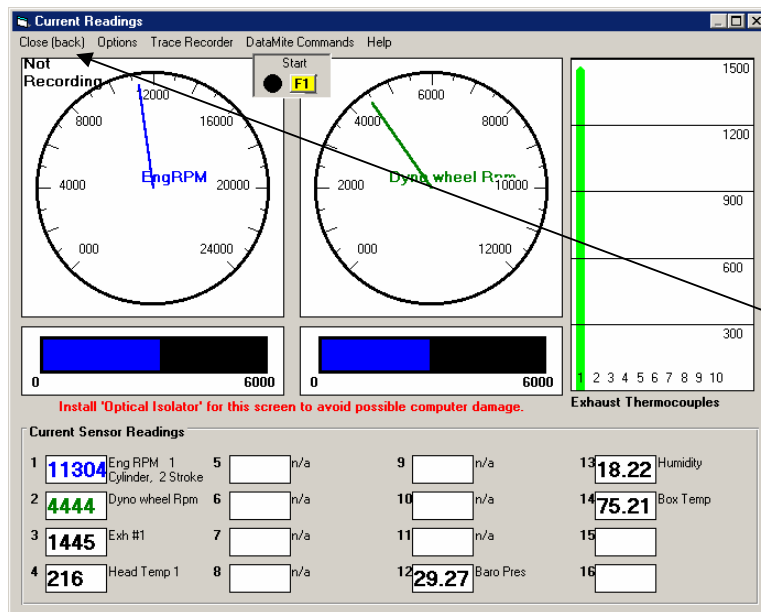 Current Readings
Close (back) Options Trace Recorder DataMite Commands Help
Not
Recording
Start
F1
2000
8000
16000
4000
20000
000
24000
EngRPM
6000
4000
8000
2000
10000
000
12000
Dyno wheel Rpm
1500
1200
900
600
300
1 2 3 4 5 6 7 8 9 10
Exhaust Thermocouples
0 6000
0 6000
Install 'Optical Isolator' for this screen to avoid possible computer damage.
Current Sensor Readings
1 11304 Eng RPM 1
Cylinder, 2 Stroke
2 4444 Dyno wheel Rpm
3 1445 Exh #1
4 216 Head Temp 1
5 n/a
6 n/a
7 n/a
8 n/a
9 n/a
10 n/a
11 n/a
12 29.27 Baro Pres
13 18.22 Humidity
14 75.21 Box Temp
15
16